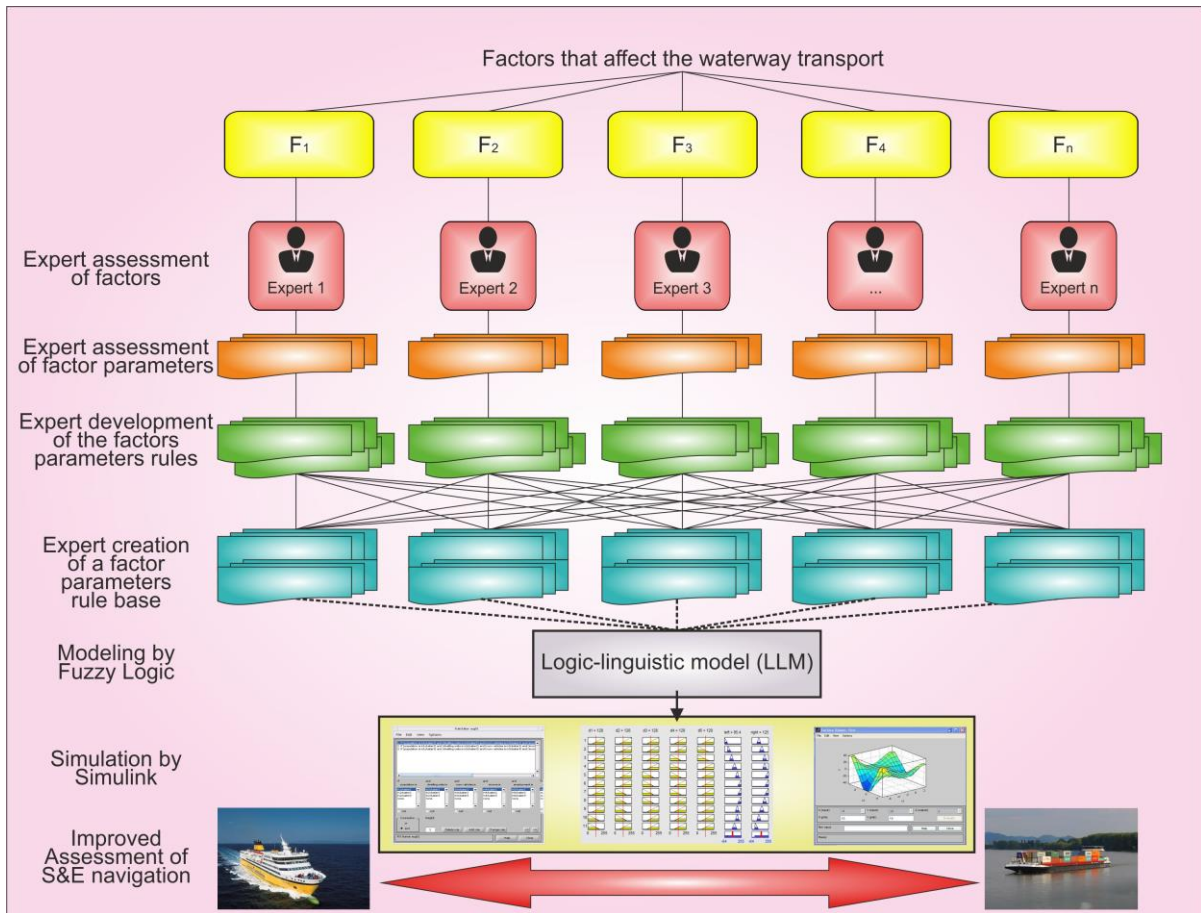 Factors that affect the waterway transport
F1
F2
F3
F4
Fn
Expert assessment
of factors
Expert 1
Expert 2
Expert 3
...
Expert n
Expert assessment
of factor parameters
Expert development
of the factors
parameters rules
Expert creation
of a factor
parameters
rule base
Modeling by
Fuzzy Logic
Logic-linguistic model (LLM)
Simulation by
Simulink
Improved
Assessment of
S&E navigation